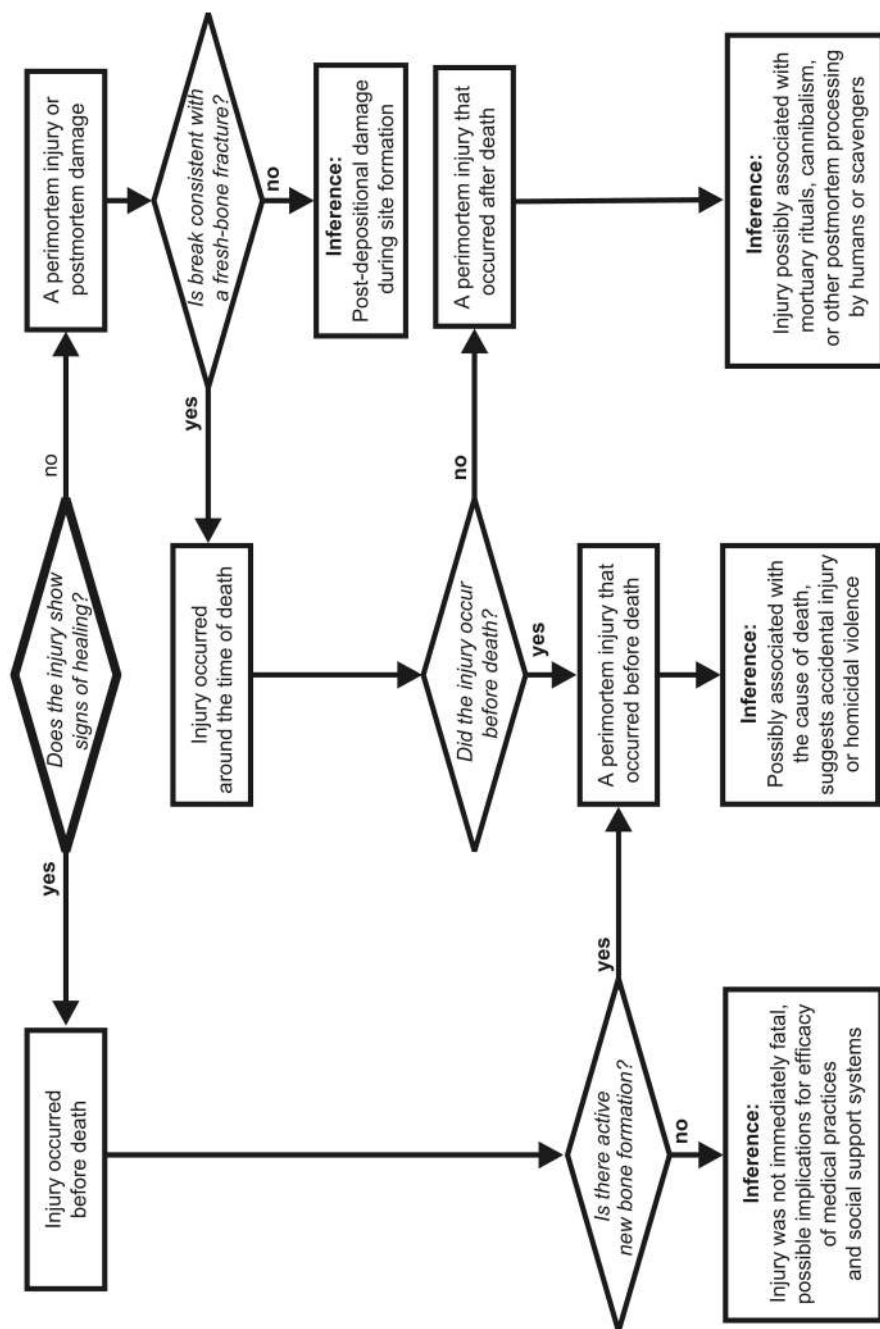 Does the injury show
signs of healing?
yes
no
Injury occurred
before death
A perimortem injury or
postmortem damage
Is break consistent with
a fresh-bone fracture?
yes
no
Injury occurred
around the time of death
Inference:
Post-depositional damage
during site formation
Did the injury occur
before death?
no
yes
A perimortem injury that
occurred after death
Is there active
new bone formation?
yes
no
A perimortem injury that
occurred before death
Inference:
Injury was not immediately fatal,
possible implications for efficacy
of medical practices
and social support systems
Inference:
Possibly associated with
the cause of death,
suggests accidental injury
or homicidal violence
Inference:
Injury possibly associated with
mortuary rituals, cannibalism,
or other postmortem processing
by humans or scavengers